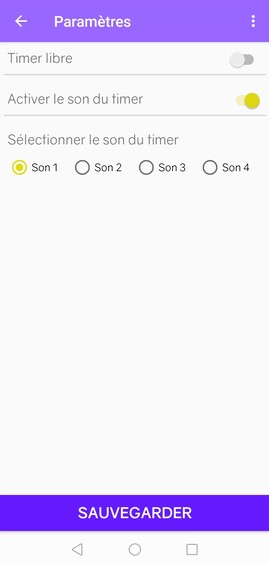 Paramètres
Timer libre
Activer le son du timer
Sélectionner le son du timer
Son 1 Son 2 Son 3 Son 4
SAUVEGARDER